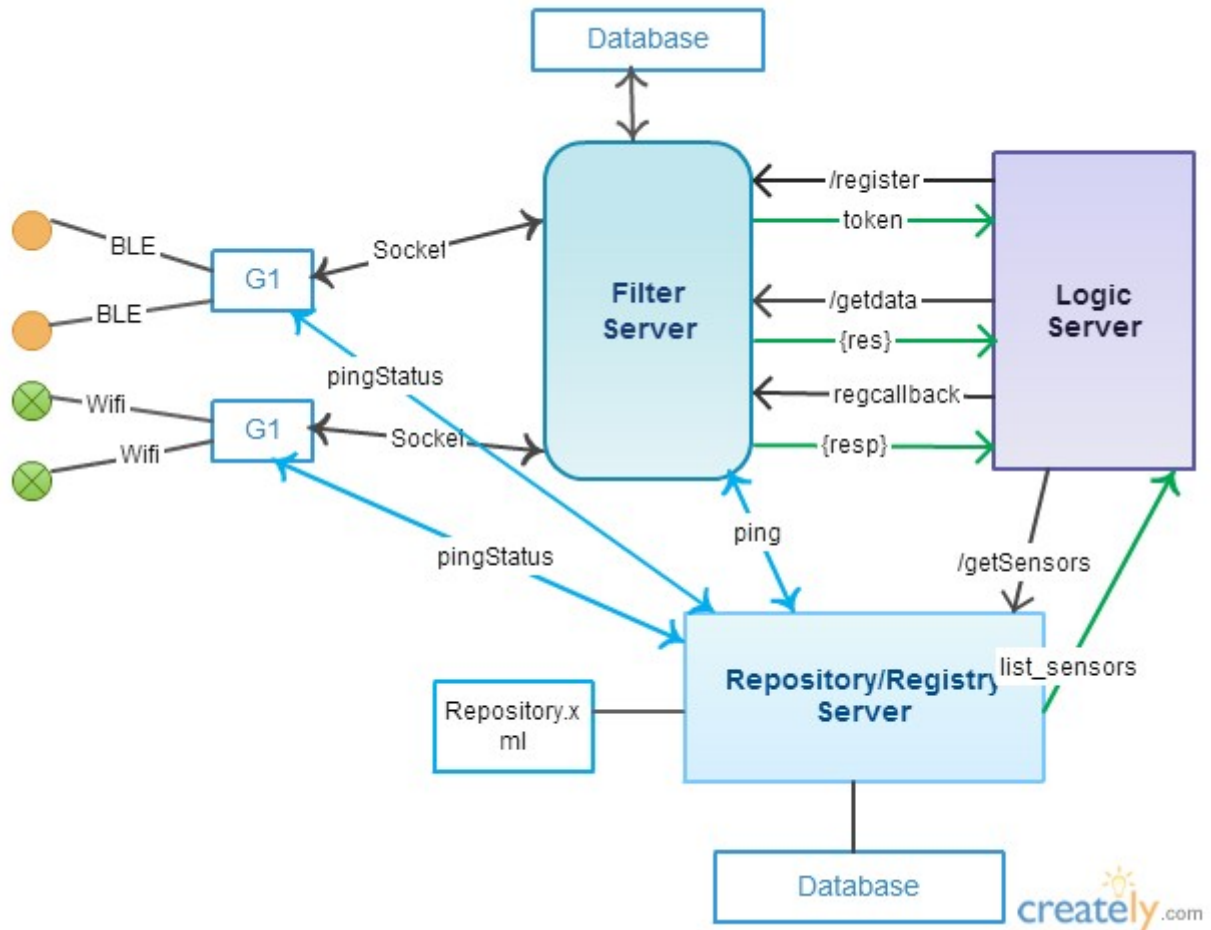 Database
/register
token
BLE
Socket
G1
BLE
Filter
Server
/getdata
Logic
Server
{res}
pingStatus
Wifi
regcallback
G1
Socket
Wifi
{resp}
ping
pingStatus
/getSensors
list_sensors
Repository/Registry
Server
Repository.x
ml
Database
creately.com